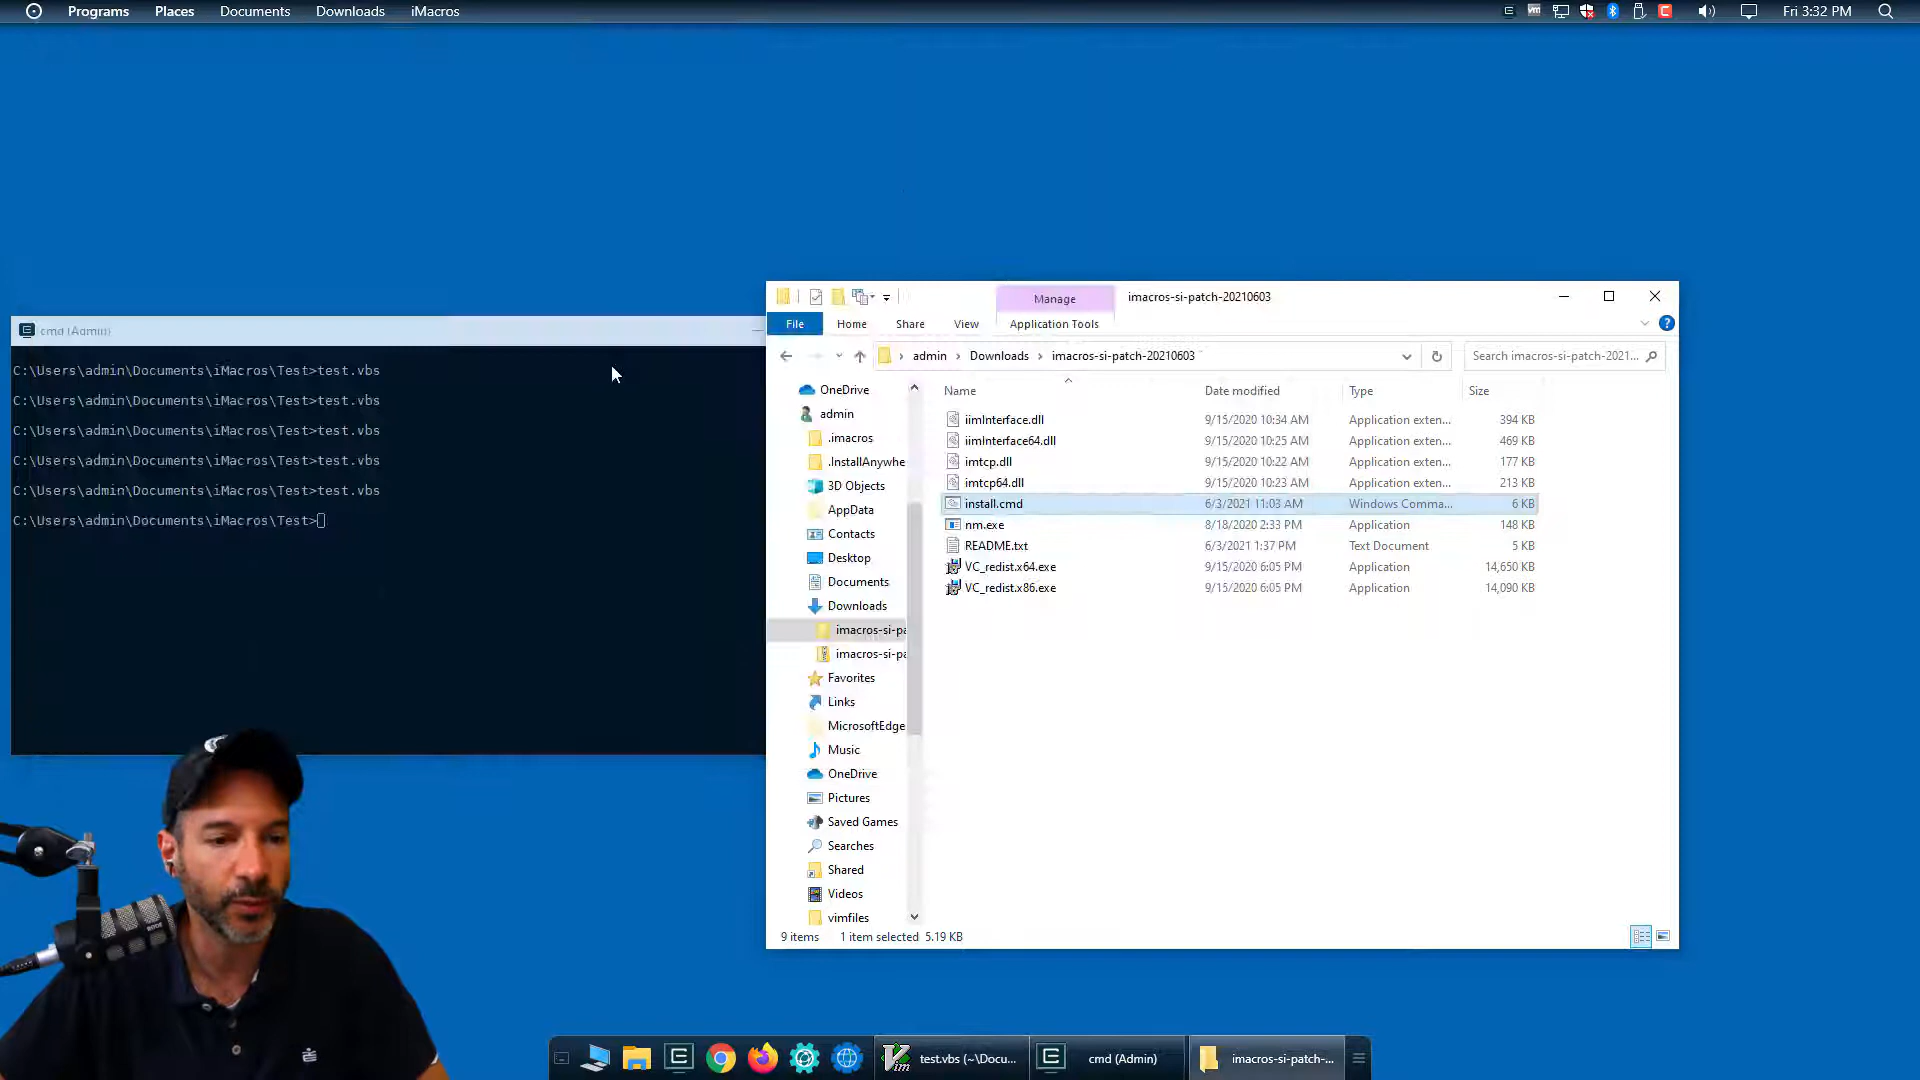 Programs Places Documents Downloads iMacros
Fri 3:32 PM
cmd (Admin)
C:\Users\admin\Documents\iMacros\Test>test.vbs
C:\Users\admin\Documents\iMacros\Test>test.vbs
C:\Users\admin\Documents\iMacros\Test>test.vbs
C:\Users\admin\Documents\iMacros\Test>test.vbs
C:\Users\admin\Documents\iMacros\Test>test.vbs
C:\Users\admin\Documents\iMacros\Test>
Manage imacros-si-patch-20210603
File Home Share View Application Tools
admin Downloads imacros-si-patch-20210603 Search imacros-si-patch-2021...
OneDrive
admin
.imacros
.InstallAnywhe
3D Objects
AppData
Contacts
Desktop
Documents
Downloads
imacros-si-pa
imacros-si-pa
Favorites
Links
MicrosoftEdge
Music
OneDrive
Pictures
Saved Games
Searches
Shared
Videos
vimfiles
Name Date modified Type Size
iimInterface.dll 9/15/2020 10:34 AM Application exten... 394 KB
iimInterface64.dll 9/15/2020 10:25 AM Application exten... 469 KB
imtcp.dll 9/15/2020 10:22 AM Application exten... 177 KB
imtcp64.dll 9/15/2020 10:23 AM Application exten... 213 KB
install.cmd 6/3/2021 11:03 AM Windows Comma... 6 KB
nm.exe 8/18/2020 2:33 PM Application 148 KB
README.txt 6/3/2021 1:37 PM Text Document 5 KB
VC_redist.x64.exe 9/15/2020 6:05 PM Application 14,650 KB
VC_redist.x86.exe 9/15/2020 6:05 PM Application 14,090 KB
9 items 1 item selected 5.19 KB
RODE
test.vbs (~\Docu... cmd (Admin) imacros-si-patch-...